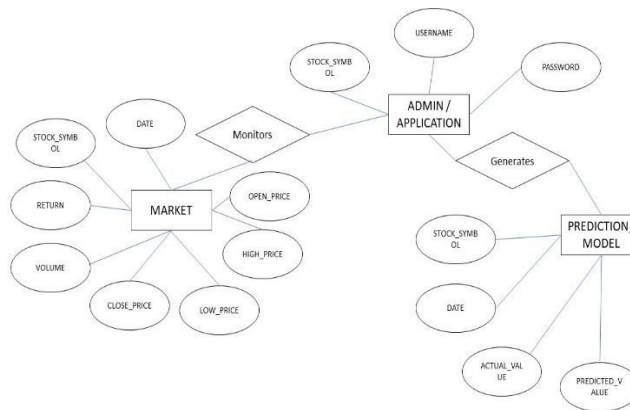 USERNAME
STOCK_SYMB
OL
PASSWORD
ADMIN /
APPLICATION
DATE
Monitors
STOCK_SYMB
OL
Generates
OPEN_PRICE
RETURN
MARKET
STOCK_SYMB
OL
PREDICTION_
MODEL
HIGH_PRICE
VOLUME
CLOSE_PRICE
LOW_PRICE
DATE
ACTUAL_VAL
UE
PREDICTED_V
ALUE